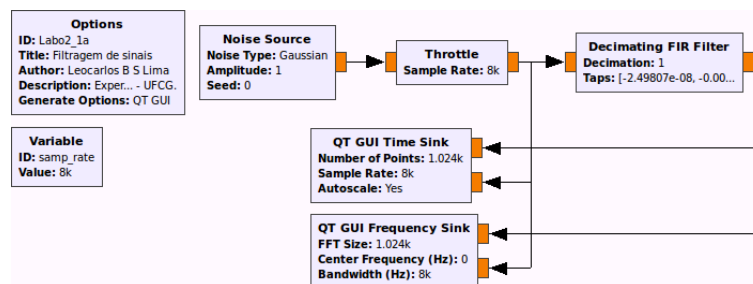 Options
ID: Labo2_1a
Title: Filtragem de sinais
Author: Leocarlos B S Lima
Description: Exper... - UFCG.
Generate Options: QT GUI
Noise Source
Noise Type: Gaussian
Amplitude: 1
Seed: 0
Throttle
Sample Rate: 8k
Decimating FIR Filter
Decimation: 1
Taps: [-2.49807e-08, -0.00...
Variable
ID: samp_rate
Value: 8k
QT GUI Time Sink
Number of Points: 1.024k
Sample Rate: 8k
Autoscale: Yes
QT GUI Frequency Sink
FFT Size: 1.024k
Center Frequency (Hz): 0
Bandwidth (Hz): 8k